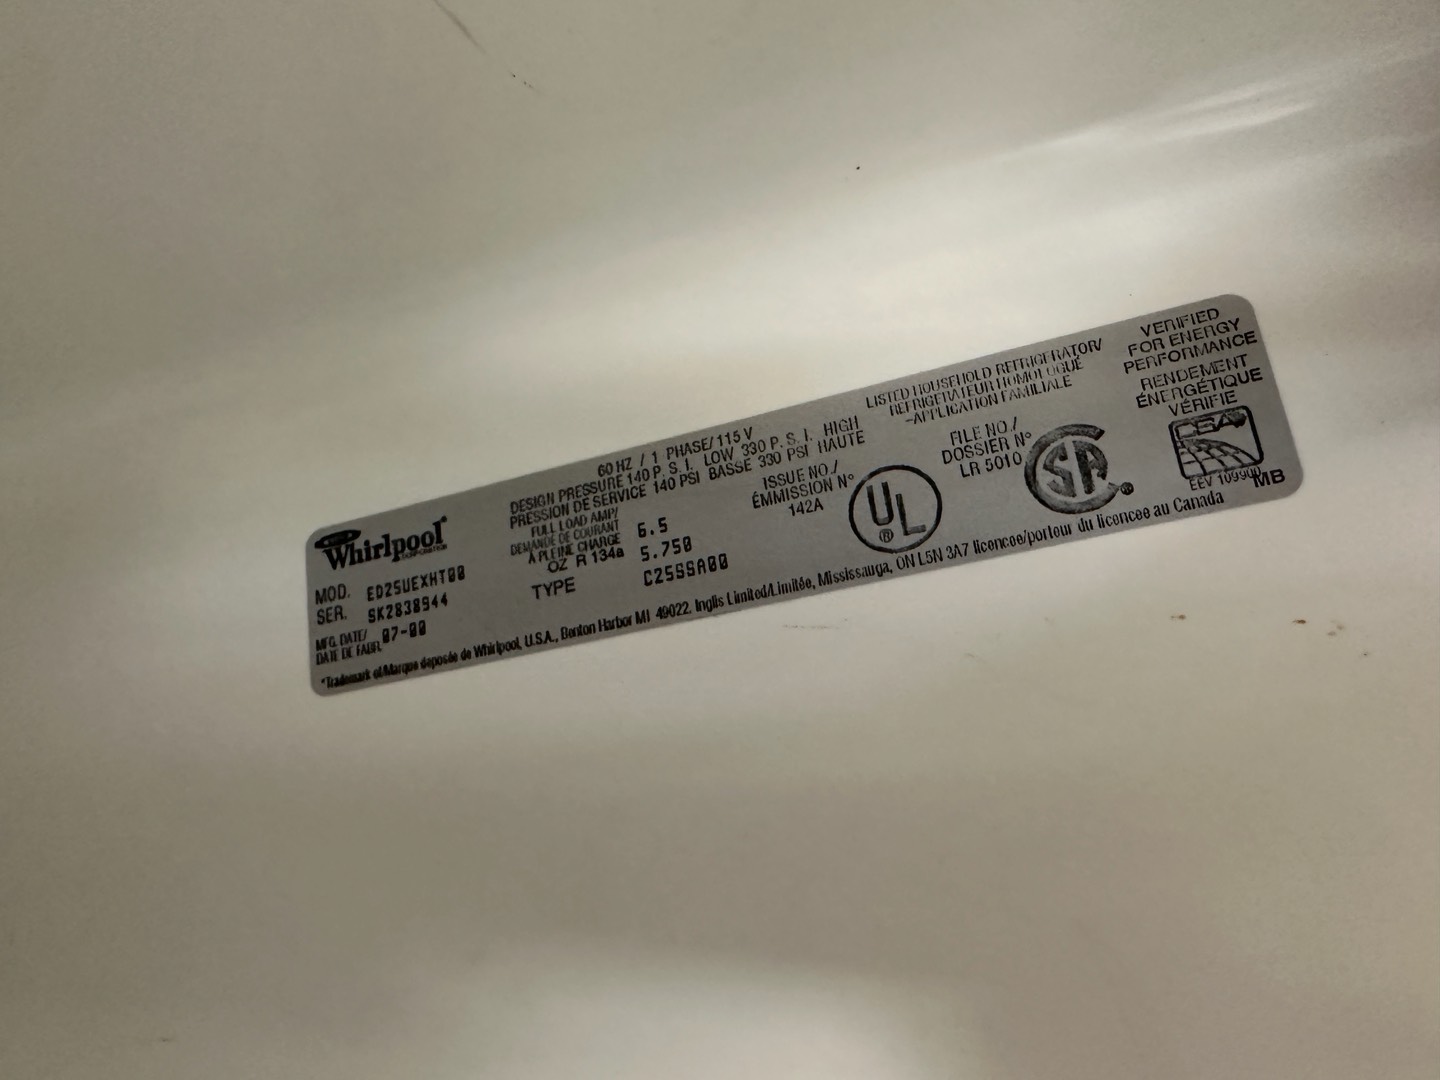 Whirlpool
CORPORATION
MOD. ED25UEXHT00
SER. SK2838944
MFG. DATE/
DATE DE FABR. 07-00
60 HZ / 1 PHASE/ 115 V
DESIGN PRESSURE 140 P. S. I. LOW 330 P. S. I. HIGH
PRESSION DE SERVICE 140 PSI BASSE 330 PSI HAUTE
FULL LOAD AMP/
DEMANDE DE COURANT
À PLEINE CHARGE 6.5
OZ R 134a 5.750
TYPE C25SSA00
ISSUE NO./
ÉMMISSION N°
142A
UL
®
LISTED HOUSEHOLD REFRIGERATOR/
REFRIGERATEUR HOMOLOGUÉ
-APPLICATION FAMILIALE
FILE NO./
DOSSIER N°
LR 5010
SA
®
VERIFIED
FOR ENERGY
PERFORMANCE
RENDEMENT
ÉNERGÉTIQUE
VÉRIFIE
CSA
EEV
MB
*Trademark of/Marque deposée de Whirlpool, U.S.A., Benton Harbor MI 49022. Inglis Limited/Limitée, Mississauga, ON L5N 3A7 licencee/porteur du licencee au Canada